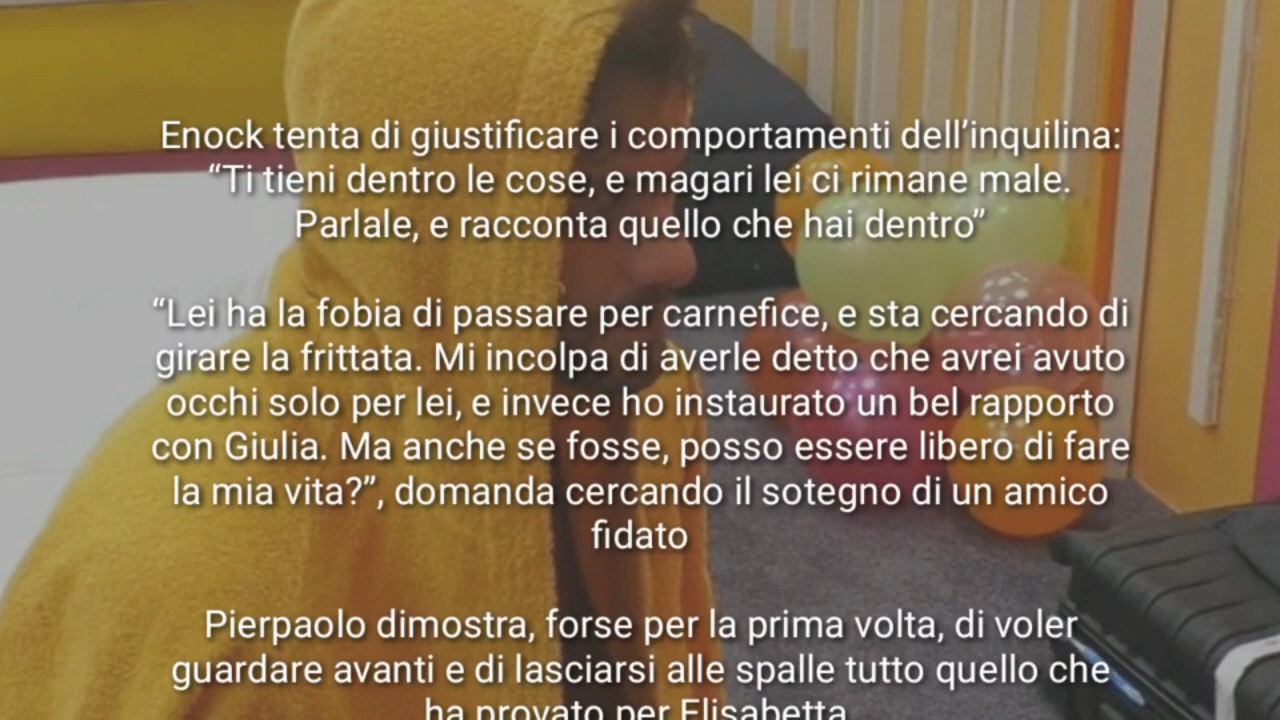 Enock tenta di giustificare i comportamenti dell’inquilina:
“Ti tieni dentro le cose, e magari lei ci rimane male.
Parlale, e racconta quello che hai dentro”
“Lei ha la fobia di passare per carnefice, e sta cercando di
girare la frittata. Mi incolpa di averle detto che avrei avuto
occhi solo per lei, e invece ho instaurato un bel rapporto
con Giulia. Ma anche se fosse, posso essere libero di fare
la mia vita?”, domanda cercando il sotegno di un amico
fidato
Pierpaolo dimostra, forse per la prima volta, di voler
guardare avanti e di lasciarsi alle spalle tutto quello che
ha provato per Elisabetta